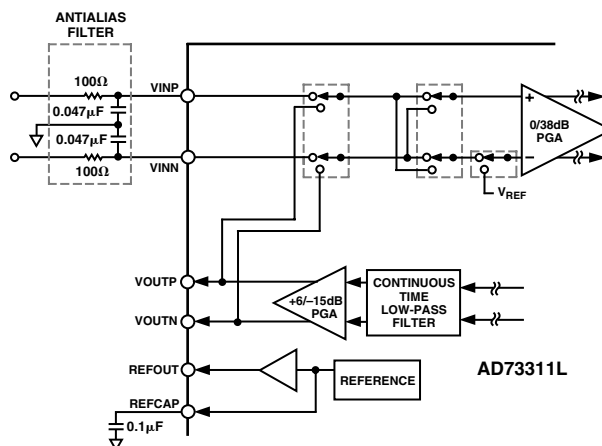 ANTIALIAS
FILTER
100Ω
VINP
0.047μF
0.047μF
VINN
100Ω
0/38dB
PGA
+
–
VREF
VOUTP
+6/–15dB
PGA
CONTINUOUS
TIME
LOW-PASS
FILTER
VOUTN
AD73311L
REFOUT
REFERENCE
REFCAP
0.1μF